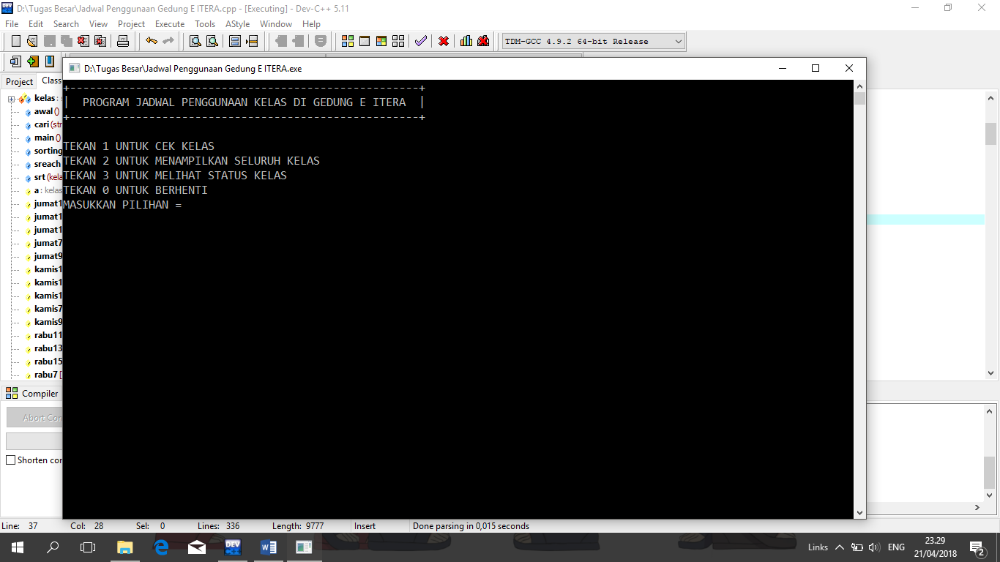 D:\Tugas Besar\Jadwal Penggunaan Gedung E ITERA.cpp - [Executing] - Dev-C++ 5.11
File Edit Search View Project Execute Tools AStyle Window Help
TDM-GCC 4.9.2 64-bit Release
D:\Tugas Besar\Jadwal Penggunaan Gedung E ITERA.exe
Project Class
+-----------------------------------------------------+
| PROGRAM JADWAL PENGGUNAAN KELAS DI GEDUNG E ITERA |
+-----------------------------------------------------+
TEKAN 1 UNTUK CEK KELAS
TEKAN 2 UNTUK MENAMPILKAN SELURUH KELAS
TEKAN 3 UNTUK MELIHAT STATUS KELAS
TEKAN 0 UNTUK BERHENTI
MASUKKAN PILIHAN =
kelas :
awal ()
cari (str
main ()
sorting
sreach
srt (kela
a : kelas
jumat1
jumat1
jumat1
jumat7
jumat9
kamis1
kamis1
kamis1
kamis7
kamis9
rabu11
rabu13
rabu15
rabu7 [
Compiler
Abort Co
Shorten co
Line: 37 Col: 28 Sel: 0 Lines: 336 Length: 9777 Insert Done parsing in 0,015 seconds
DEV
Links ENG 23.29
21/04/2018 2